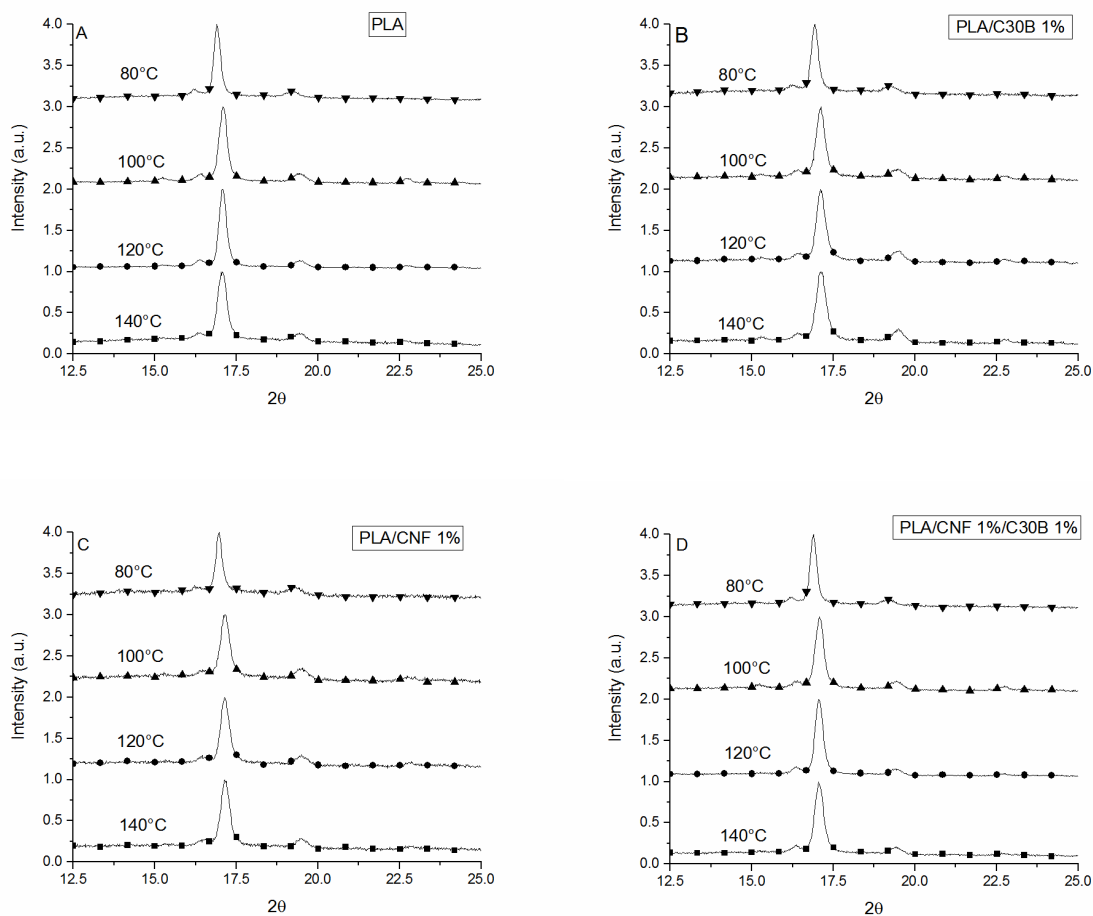 A
PLA
4.0
3.5
3.0
2.5
2.0
1.5
1.0
0.5
0.0
Intensity (a.u.)
80°C
100°C
120°C
140°C
12.5 15.0 17.5 20.0 22.5 25.0
2θ
B
PLA/C30B 1%
4.0
3.5
3.0
2.5
2.0
1.5
1.0
0.5
0.0
Intensity (a.u.)
80°C
100°C
120°C
140°C
12.5 15.0 17.5 20.0 22.5 25.0
2θ
C
PLA/CNF 1%
4.0
3.5
3.0
2.5
2.0
1.5
1.0
0.5
0.0
Intensity (a.u.)
80°C
100°C
120°C
140°C
12.5 15.0 17.5 20.0 22.5 25.0
2θ
D
PLA/CNF 1%/C30B 1%
4.0
3.5
3.0
2.5
2.0
1.5
1.0
0.5
0.0
Intensity (a.u.)
80°C
100°C
120°C
140°C
12.5 15.0 17.5 20.0 22.5 25.0
2θ